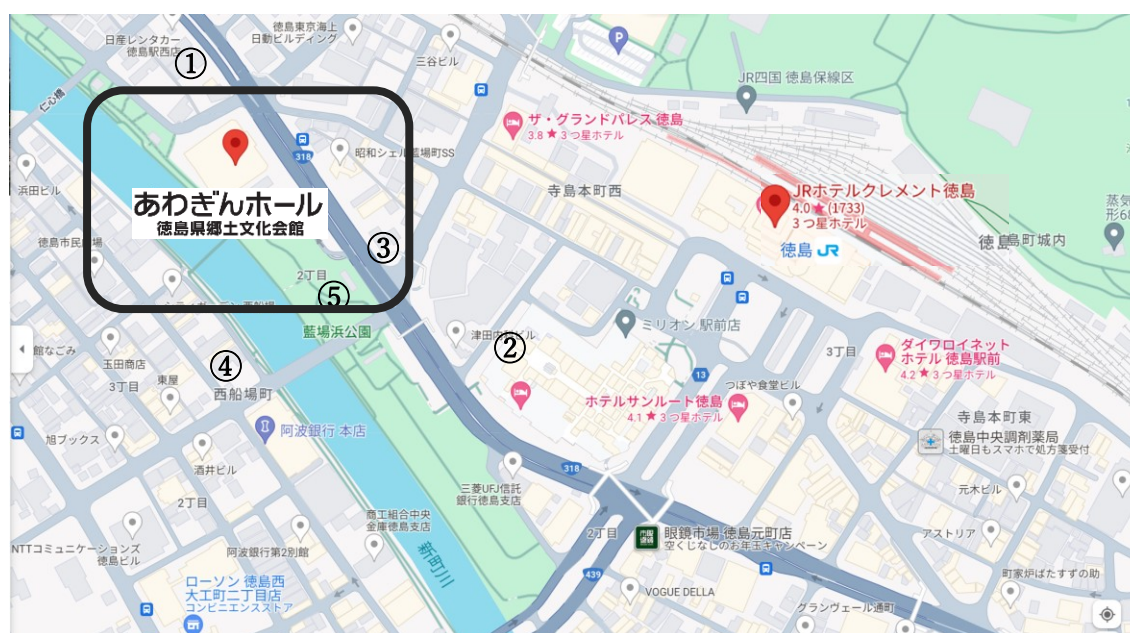 日産レンタカー
徳島駅西店
徳島東京海上
日動ビルディング
①
三谷ビル
P
JR四国 徳島保線区
仁心橋
ザ・グランドパレス 徳島
3.8 ★ 3 つ星ホテル
318
昭和シェル藍場町SS
浜田ビル
寺島本町西
JRホテルクレメント徳島
4.0 ★ (1733)
3 つ星ホテル
あわぎんホール
徳島県郷土文化会館
徳島 JR
徳島
島町城内
蒸気
形68
徳島市民
③
2丁目
⑤
藍場浜公園
津田内
ビル
②
ミリオン 駅前店
館なごみ
玉田商店
3丁目
東屋
④
西船場町
13
3丁目
ダイワロイネット
ホテル 徳島駅前
4.2 ★ 3 つ星ホテル
つぼや食堂ビル
ホテルサンルート徳島
4.1 ★ 3 つ星ホテル
寺島本町東
阿波銀行 本店
旭ブックス
徳島中央調剤薬局
土曜日もスマホで処方箋受付
酒井ビル
318
三菱UFJ信託
銀行徳島支店
元木ビル
2丁目
商工組合中央
金庫徳島支店
2丁目
眼鏡市場 徳島元町店
空くじなしのお年玉キャンペーン
アストリア
NTTコミュニケーションズ
徳島ビル
阿波銀行第2別館
新町川
439
町家炉ばたすずの助
ローソン 徳島西
大工町二丁目店
コンビニエンスストア
VOGUE DELLA
グランヴェール通町